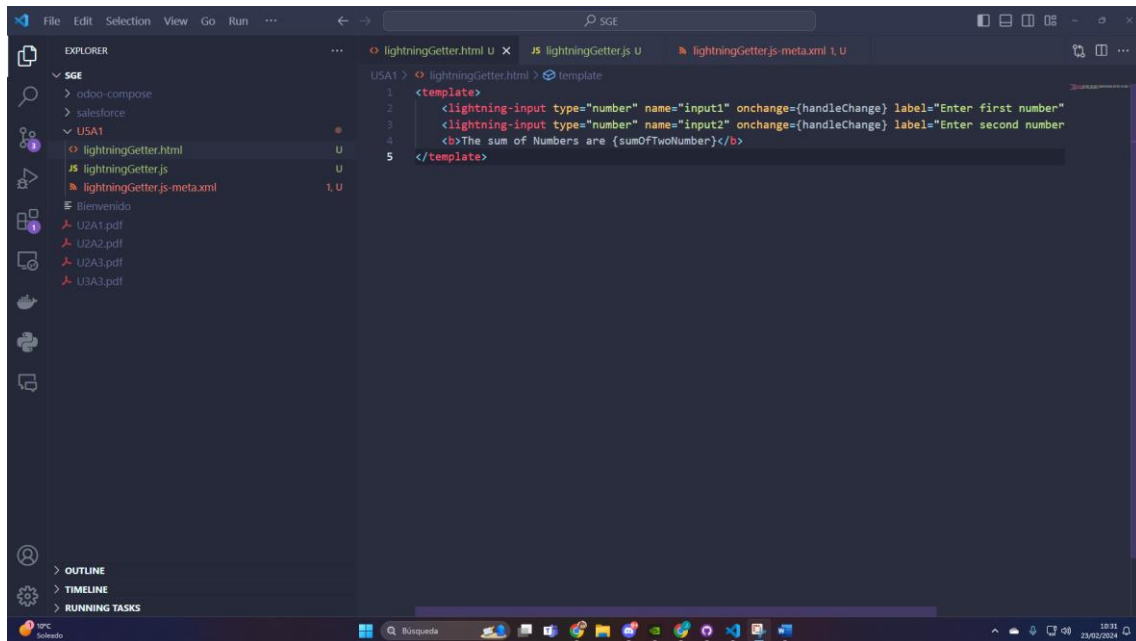 File Edit Selection View Go Run ... SGE
EXPLORER ...
SGE
odoo-compose
salesforce
U5A1
lightningGetter.html U
lightningGetter.js U
lightningGetter.js-meta.xml 1, U
Bienvenido
U2A1.pdf
U2A2.pdf
U2A3.pdf
U3A3.pdf
OUTLINE
TIMELINE
RUNNING TASKS
3
1
lightningGetter.html U JS lightningGetter.js U lightningGetter.js-meta.xml 1, U
U5A1 > lightningGetter.html > template
1 <template>
2 <lightning-input type="number" name="input1" onchange={handleChange} label="Enter first number"
3 <lightning-input type="number" name="input2" onchange={handleChange} label="Enter second number
4 <b>The sum of Numbers are {sumOfTwoNumber}</b>
5 </template>
10°C
Soleado
Búsqueda
10:31
23/02/2024